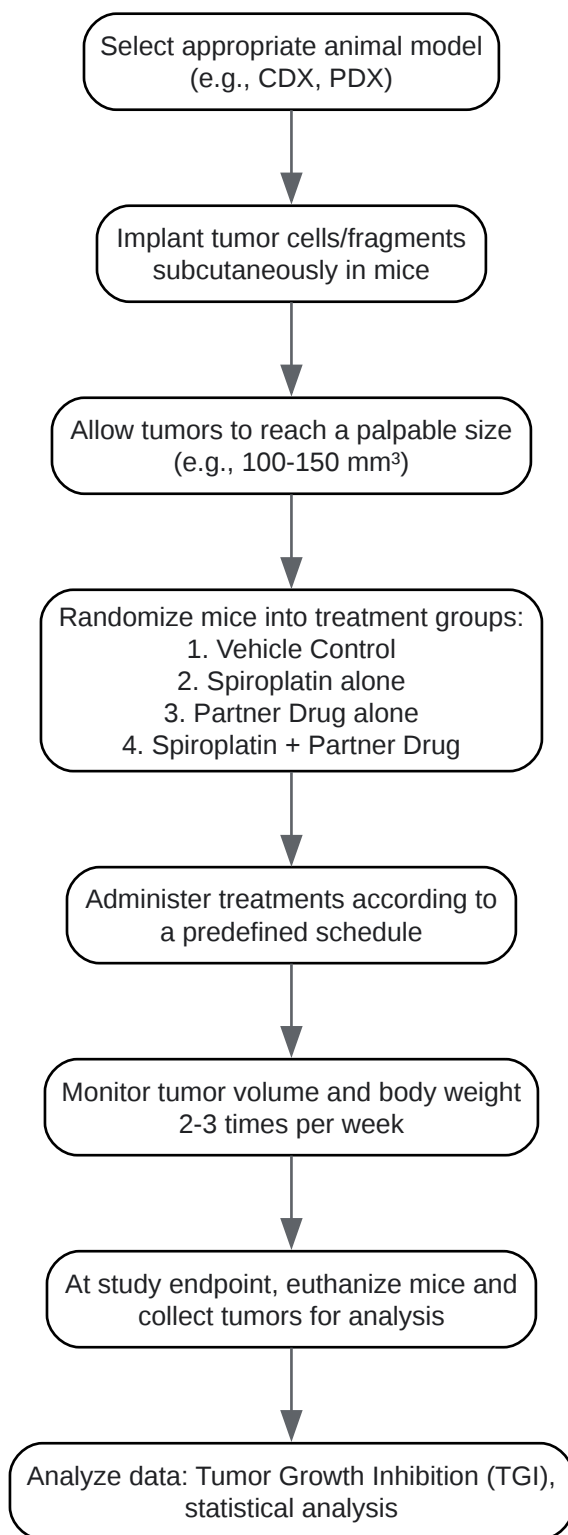 Select appropriate animal model
(e.g., CDX, PDX)
Implant tumor cells/fragments
subcutaneously in mice
Allow tumors to reach a palpable size
(e.g., 100-150 mm³)
Randomize mice into treatment groups:
1. Vehicle Control
2. Spiroplatin alone
3. Partner Drug alone
4. Spiroplatin + Partner Drug
Administer treatments according to
a predefined schedule
Monitor tumor volume and body weight
2-3 times per week
At study endpoint, euthanize mice and
collect tumors for analysis
Analyze data: Tumor Growth Inhibition (TGI),
statistical analysis